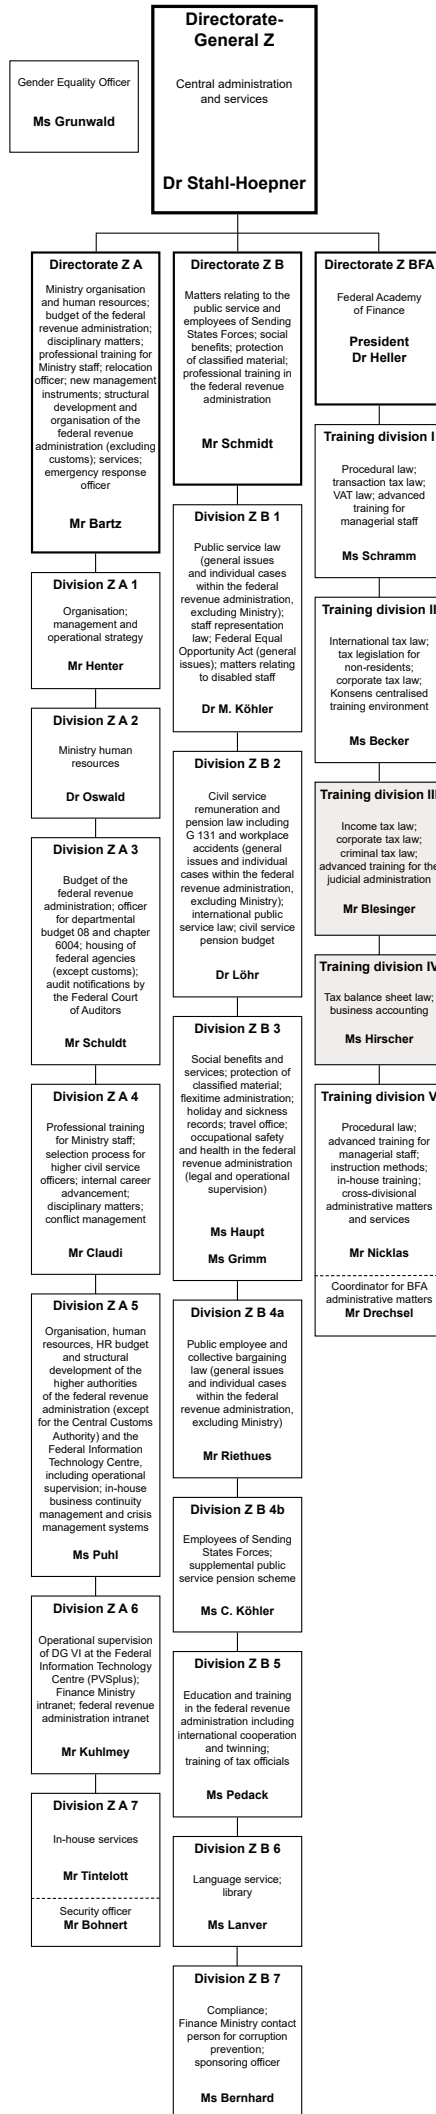 Directorate-
General Z
Central administration
and services
Dr Stahl-Hoepner
Gender Equality Officer
Ms Grunwald
Directorate Z A
Ministry organisation
and human resources;
budget of the federal
revenue administration;
disciplinary matters;
professional training for
Ministry staff; relocation
officer; new management
instruments; structural
development and
organisation of the
federal revenue
administration (excluding
customs); services;
emergency response
officer
Mr Bartz
Division Z A 1
Organisation;
management and
operational strategy
Mr Henter
Division Z A 2
Ministry human
resources
Dr Oswald
Division Z A 3
Budget of the
federal revenue
administration; officer
for departmental
budget 08 and chapter
6004; housing of
federal agencies
(except customs);
audit notifications by
the Federal Court
of Auditors
Mr Schuldt
Division Z A 4
Professional training
for Ministry staff;
selection process for
higher civil service
officers; internal career
advancement;
disciplinary matters;
conflict management
Mr Claudi
Division Z A 5
Organisation, human
resources, HR budget
and structural
development of the
higher authorities
of the federal revenue
administration (except
for the Central Customs
Authority) and the
Federal Information
Technology Centre,
including operational
supervision; in-house
business continuity
management and crisis
management systems
Ms Puhl
Division Z A 6
Operational supervision
of DG VI at the Federal
Information Technology
Centre (PVSplus);
Finance Ministry
intranet; federal revenue
administration intranet
Mr Kuhlmey
Division Z A 7
In-house services
Mr Tintelott
Security officer
Mr Bohnert
Directorate Z B
Matters relating to the
public service and
employees of Sending
States Forces; social
benefits; protection
of classified material;
professional training in
the federal revenue
administration
Mr Schmidt
Division Z B 1
Public service law
(general issues
and individual cases
within the federal
revenue administration,
excluding Ministry);
staff representation
law; Federal Equal
Opportunity Act (general
issues); matters relating
to disabled staff
Dr M. Köhler
Division Z B 2
Civil service
remuneration and
pension law including
G 131 and workplace
accidents (general
issues and individual
cases within the federal
revenue administration,
excluding Ministry);
international public
service law; civil service
pension budget
Dr Löhr
Division Z B 3
Social benefits and
services; protection of
classified material;
flexitime administration;
holiday and sickness
records; travel office;
occupational safety
and health in the federal
revenue administration
(legal and operational
supervision)
Ms Haupt
Ms Grimm
Division Z B 4a
Public employee and
collective bargaining
law (general issues
and individual cases
within the federal
revenue administration,
excluding Ministry)
Mr Riethues
Division Z B 4b
Employees of Sending
States Forces;
supplemental public
service pension scheme
Ms C. Köhler
Division Z B 5
Education and training
in the federal revenue
administration including
international cooperation
and twinning;
training of tax officials
Ms Pedack
Division Z B 6
Language service;
library
Ms Lanver
Division Z B 7
Compliance;
Finance Ministry contact
person for corruption
prevention;
sponsoring officer
Ms Bernhard
Directorate Z BFA
Federal Academy
of Finance
President
Dr Heller
Training division I
Procedural law;
transaction tax law;
VAT law; advanced
training for
managerial staff
Ms Schramm
Training division II
International tax law;
tax legislation for
non-residents;
corporate tax law;
Konsens centralised
training environment
Ms Becker
Training division III
Income tax law;
corporate tax law;
criminal tax law;
advanced training for the
judicial administration
Mr Blesinger
Training division IV
Tax balance sheet law;
business accounting
Ms Hirscher
Training division V
Procedural law;
advanced training for
managerial staff;
instruction methods;
in-house training;
cross-divisional
administrative matters
and services
Mr Nicklas
Coordinator for BFA
administrative matters
Mr Drechsel